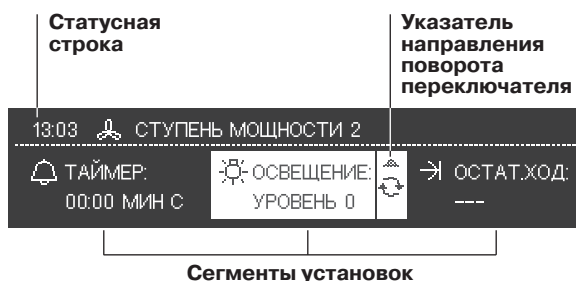 Статусная строка
Указатель направления поворота переключателя
13:03 СТУПЕНЬ МОЩНОСТИ 2
ТАЙМЕР: ОСВЕЩЕНИЕ: ОСТАТ.ХОД:
00:00 МИН С УРОВЕНЬ 0 ---
Сегменты установок